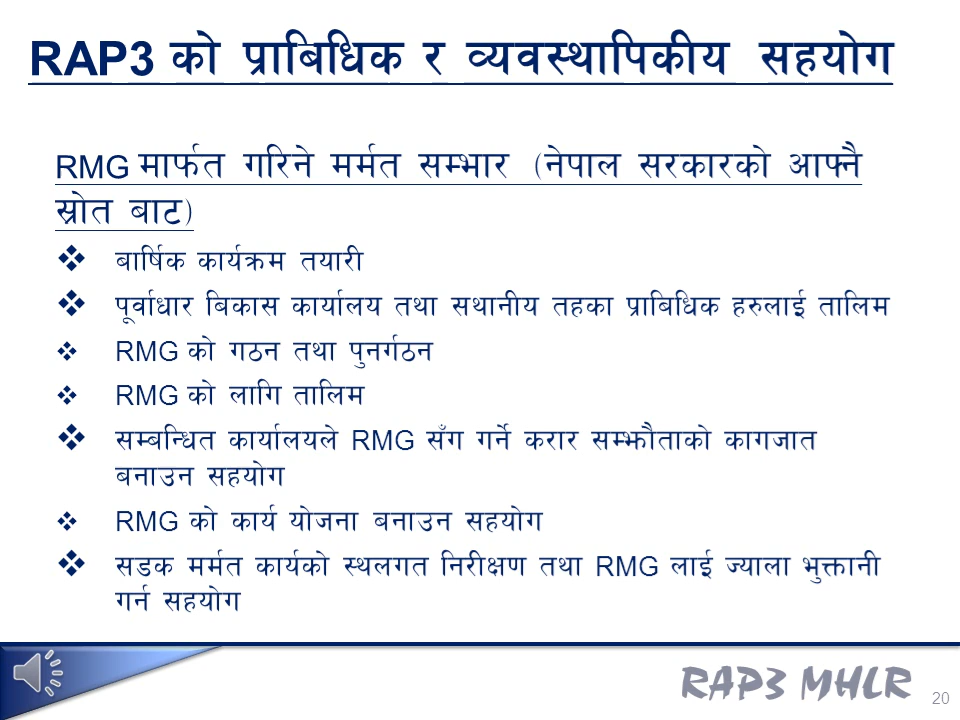 RAP3 को प्राबिधिक र व्यवस्थापिकीय सहयोग
RMG मार्फत गरिने मर्मत सम्भार (नेपाल सरकारको आफ्नै
स्रोत बाट)
❖ बार्षिक कार्यक्रम तयारी
❖ पूर्वाधार बिकास कार्यालय तथा सथानीय तहका प्राबिधिक हरुलाई तालिम
❖ RMG को गठन तथा पुनर्गठन
❖ RMG को लागि तालिम
❖ सम्बन्धित कार्यालयले RMG सँग गर्ने करार सम्झौताको कागजात
बनाउन सहयोग
❖ RMG को कार्य योजना बनाउन सहयोग
❖ सडक मर्मत कार्यको स्थलगत निरीक्षण तथा RMG लाई ज्याला भुक्तानी
गर्न सहयोग
RAP3 MHLR
20